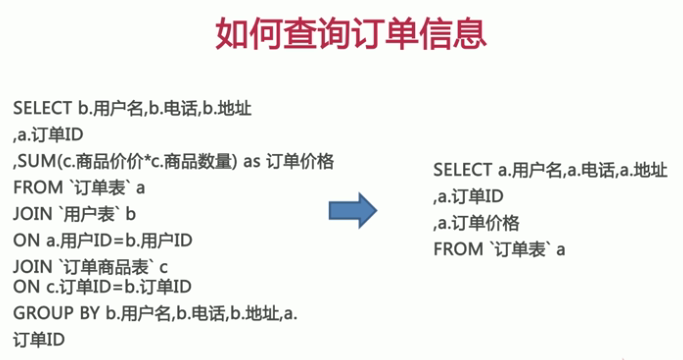 如何查询订单信息
SELECT b.用户名,b.电话,b.地址
,a.订单ID
,SUM(c.商品价价*c.商品数量) as 订单价格
FROM `订单表` a
JOIN `用户表` b
ON a.用户ID=b.用户ID
JOIN `订单商品表` c
ON c.订单ID=b.订单ID
GROUP BY b.用户名,b.电话,b.地址,a.
订单ID
SELECT a.用户名,a.电话,a.地址
,a.订单ID
,a.订单价格
FROM `订单表` a